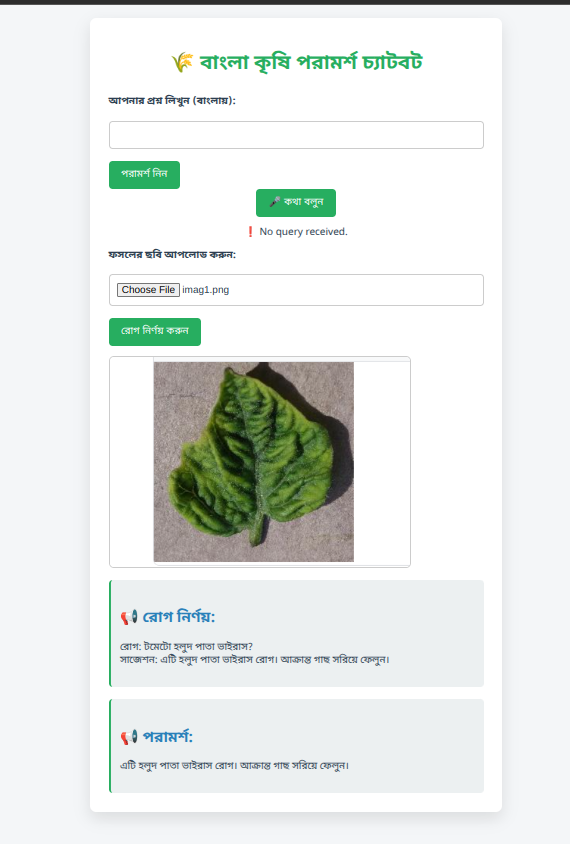 🌾 বাংলা কৃষি পরামর্শ চ্যাটবট
আপনার প্রশ্ন লিখুন (বাংলায়):
পরামর্শ নিন
🎤 কথা বলুন
❗ No query received.
ফসলের ছবি আপলোড করুন:
Choose File imag1.png
রোগ নির্ণয় করুন
📢 রোগ নির্ণয়:
রোগ: টমেটো হলুদ পাতা ভাইরাস?
সাজেশন: এটি হলুদ পাতা ভাইরাস রোগ। আক্রান্ত গাছ সরিয়ে ফেলুন।
📢 পরামর্শ:
এটি হলুদ পাতা ভাইরাস রোগ। আক্রান্ত গাছ সরিয়ে ফেলুন।